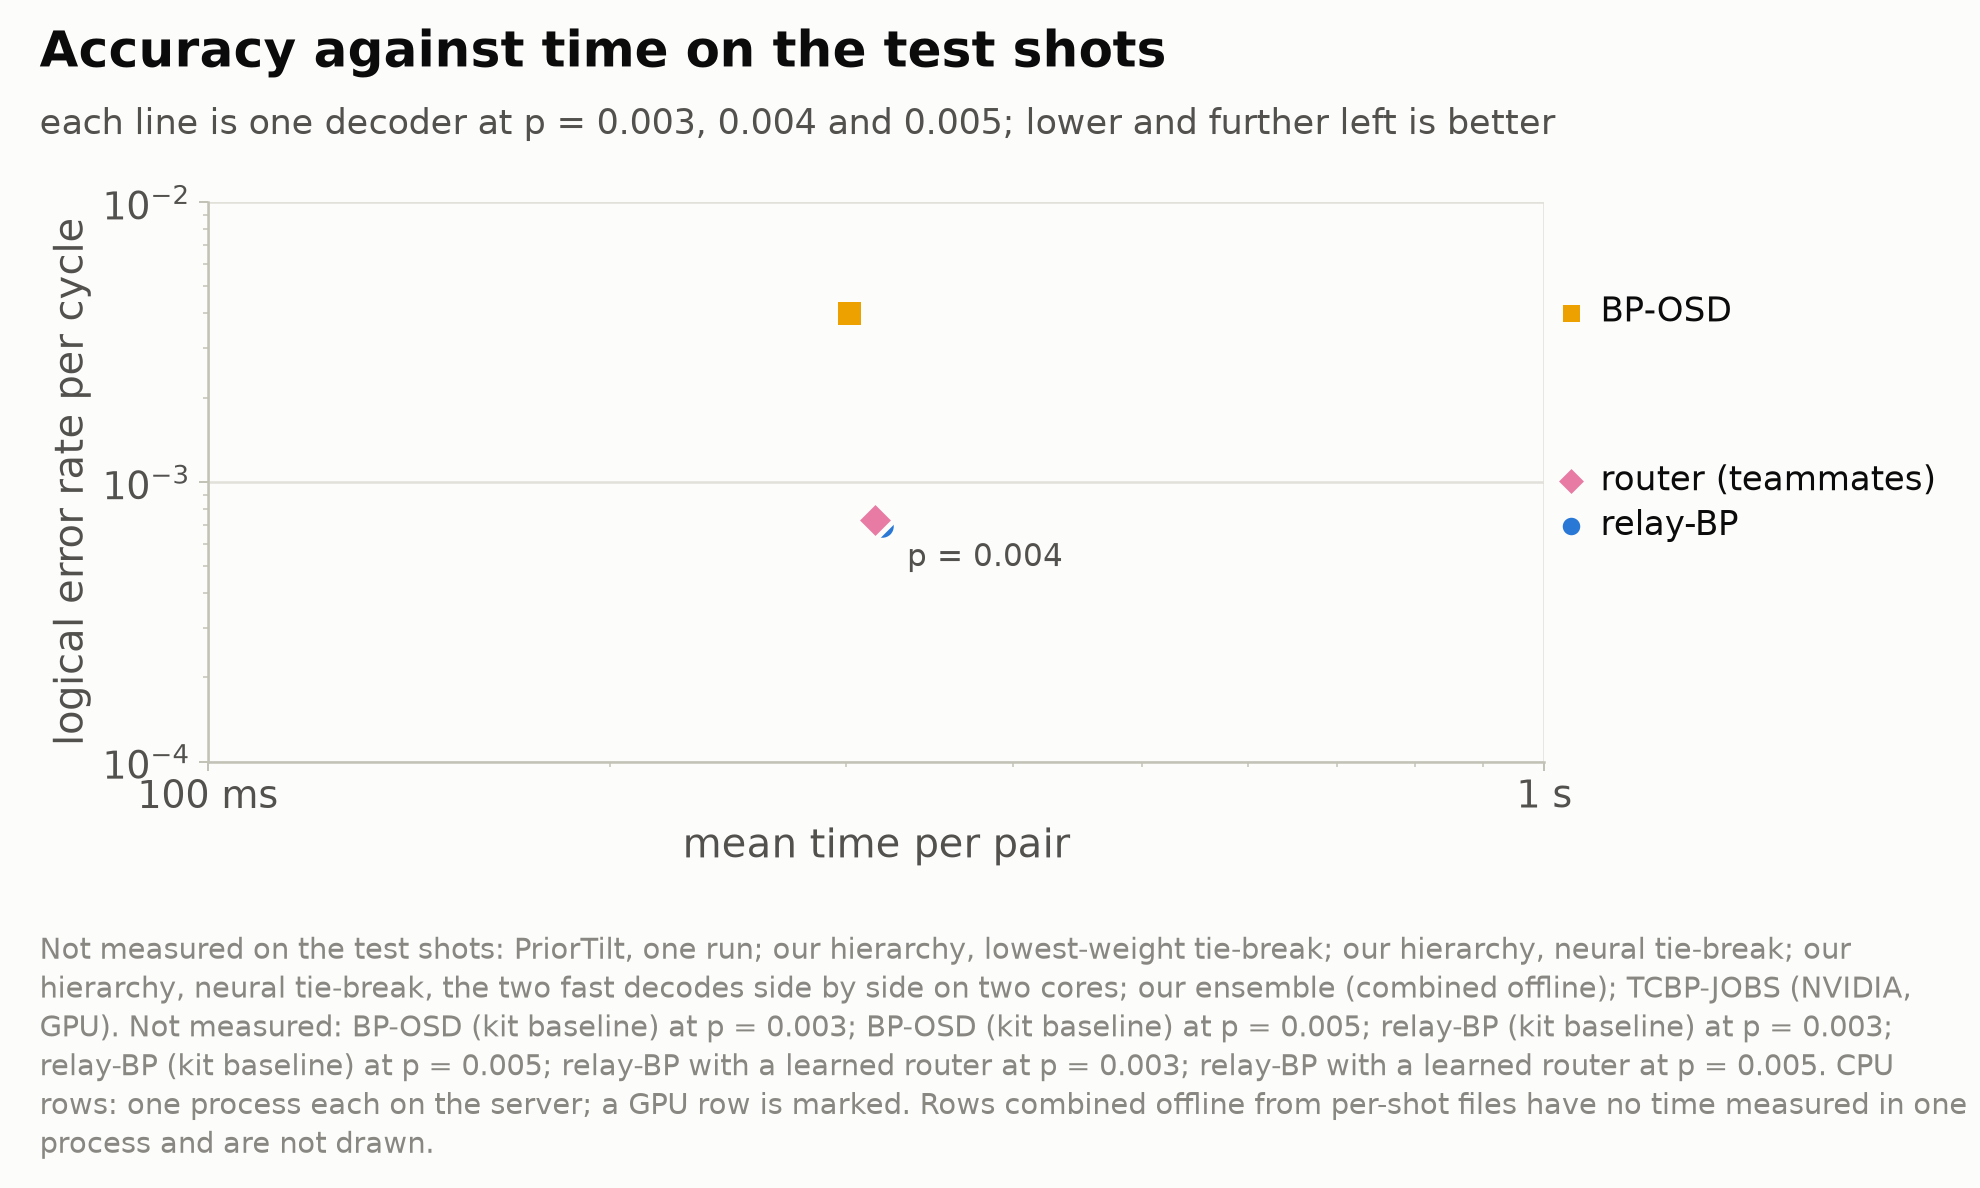 Accuracy against time on the test shots
each line is one decoder at p = 0.003, 0.004 and 0.005; lower and further left is better
logical error rate per cycle
10⁻²
10⁻³
10⁻⁴
BP-OSD
router (teammates)
relay-BP
p = 0.004
100 ms
1 s
mean time per pair
Not measured on the test shots: PriorTilt, one run; our hierarchy, lowest-weight tie-break; our hierarchy, neural tie-break; our
hierarchy, neural tie-break, the two fast decodes side by side on two cores; our ensemble (combined offline); TCBP-JOBS (NVIDIA,
GPU). Not measured: BP-OSD (kit baseline) at p = 0.003; BP-OSD (kit baseline) at p = 0.005; relay-BP (kit baseline) at p = 0.003;
relay-BP (kit baseline) at p = 0.005; relay-BP with a learned router at p = 0.003; relay-BP with a learned router at p = 0.005. CPU
rows: one process each on the server; a GPU row is marked. Rows combined offline from per-shot files have no time measured in one
process and are not drawn.